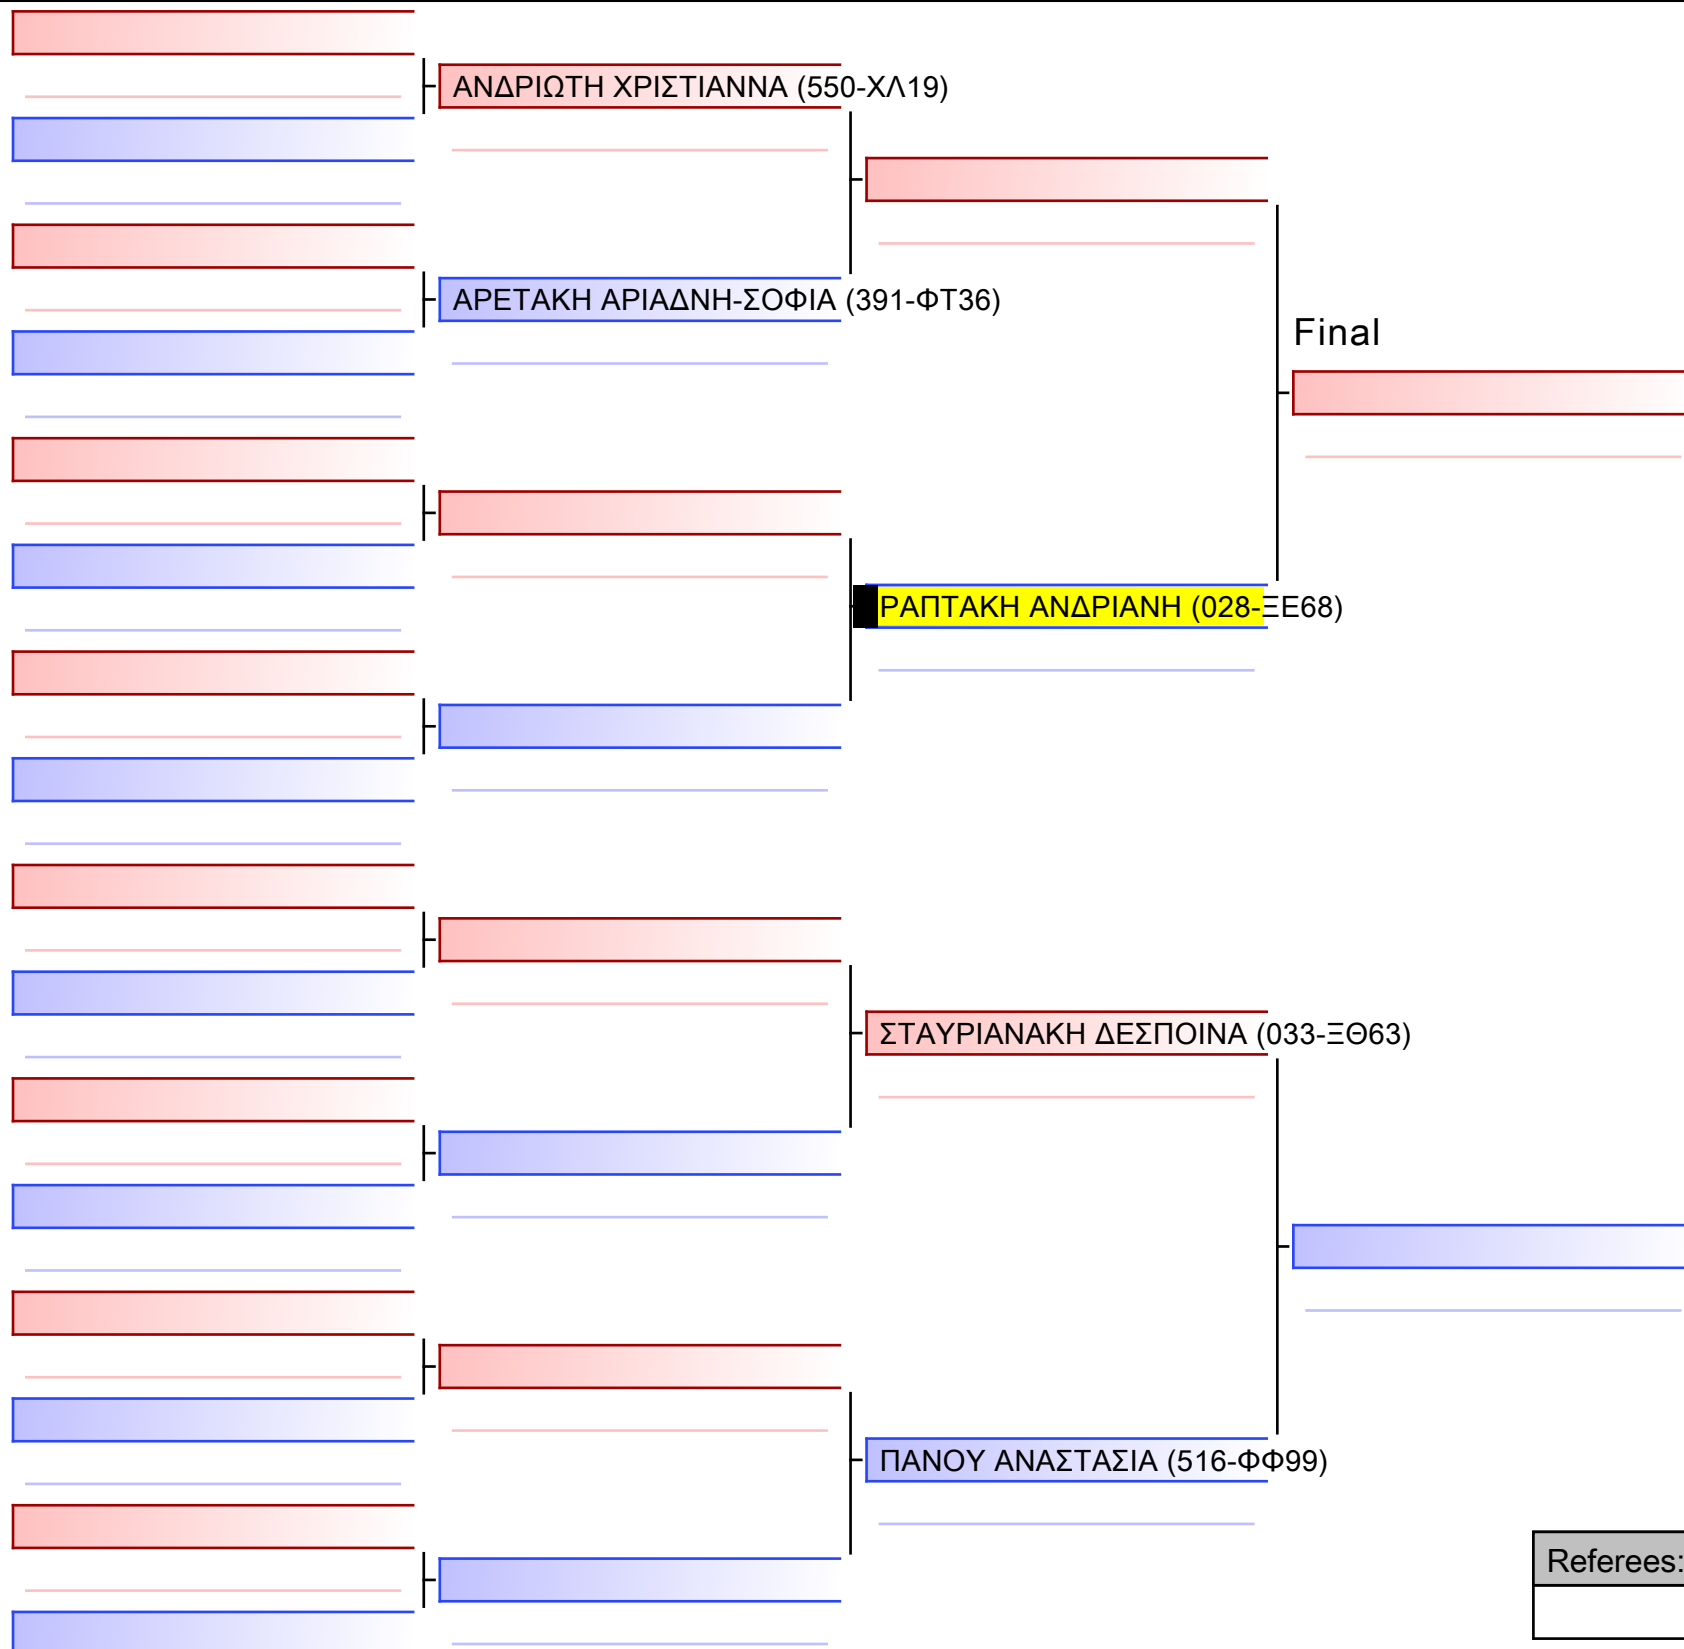 ΑΝΔΡΙΩΤΗ ΧΡΙΣΤΙΑΝΝΑ (550-ΧΛ19)
ΑΡΕΤΑΚΗ ΑΡΙΑΔΝΗ-ΣΟΦΙΑ (391-ΦΤ36)
Final
ΡΑΠΤΑΚΗ ΑΝΔΡΙΑΝΗ (028-ΞΕ68)
ΣΤΑΥΡΙΑΝΑΚΗ ΔΕΣΠΟΙΝΑ (033-ΞΘ63)
ΠΑΝΟΥ ΑΝΑΣΤΑΣΙΑ (516-ΦΦ99)
Referees: